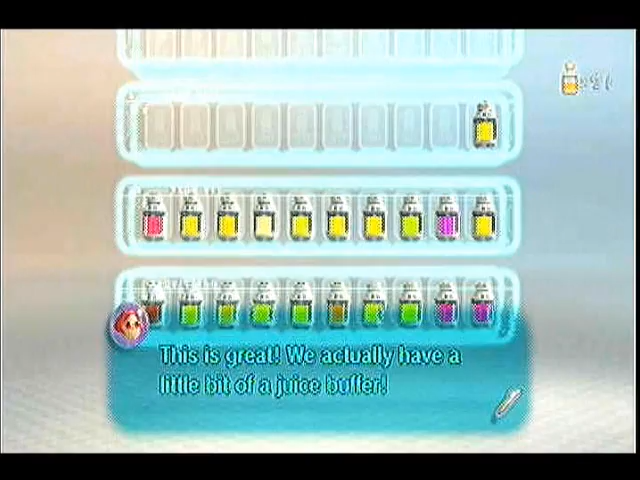 This is great! We actually have a
little bit of a juice buffer!